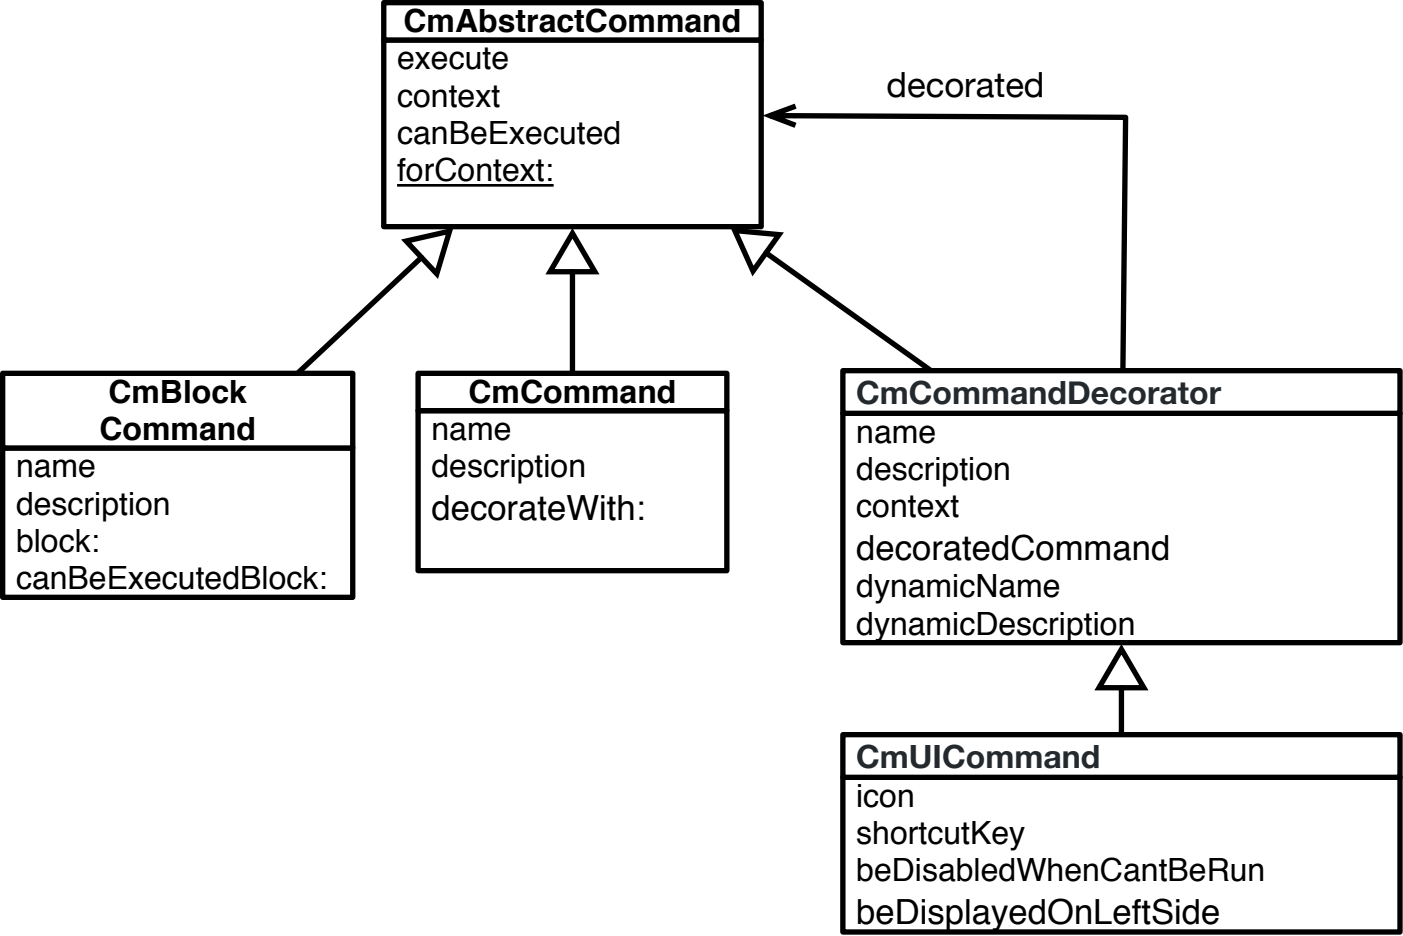 CmAbstractCommand
execute
context
canBeExecuted
forContext:
decorated
CmBlock
Command
name
description
block:
canBeExecutedBlock:
CmCommand
name
description
decorateWith:
CmCommandDecorator
name
description
context
decoratedCommand
dynamicName
dynamicDescription
CmUICommand
icon
shortcutKey
beDisabledWhenCantBeRun
beDisplayedOnLeftSide